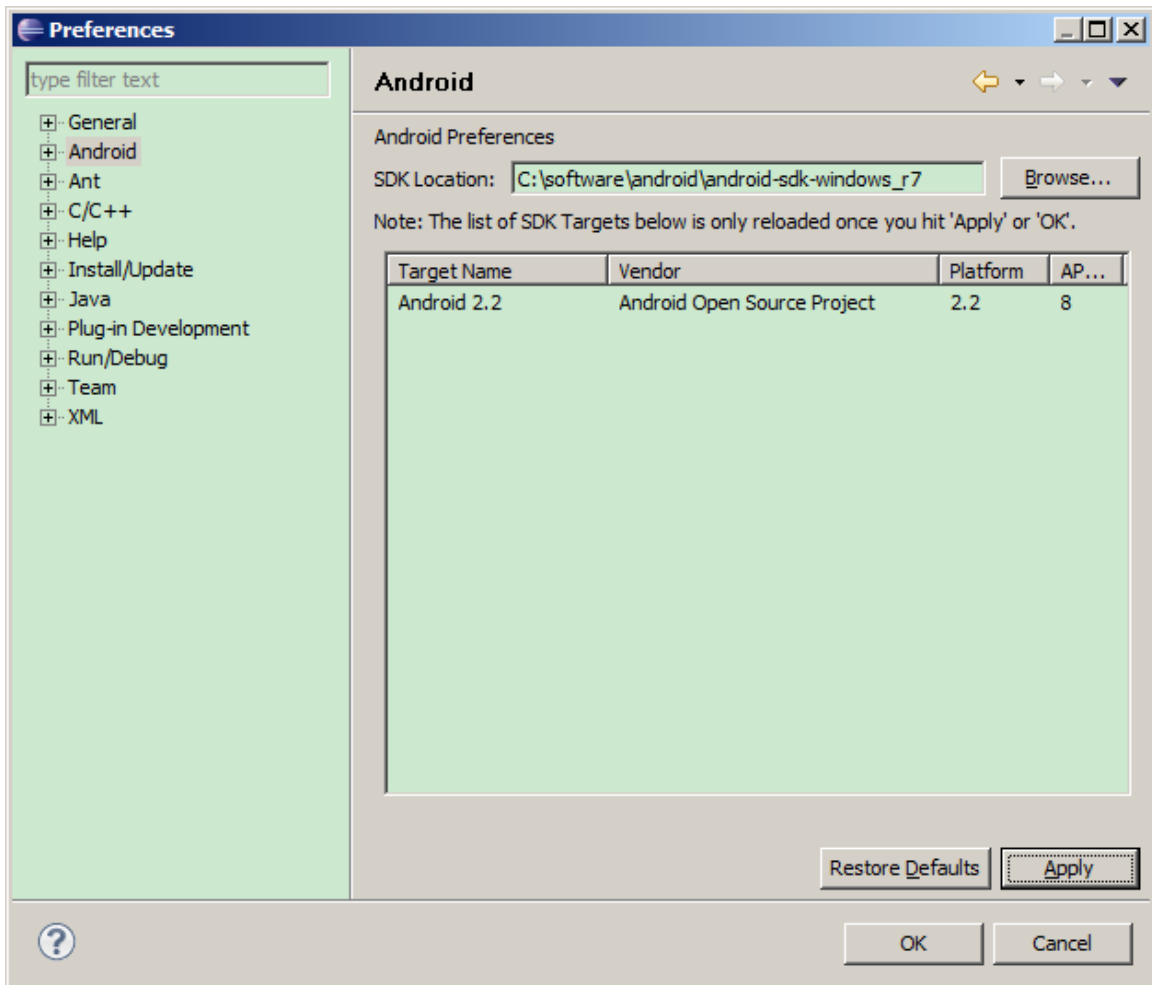 Preferences
type filter text
General
Android
Ant
C/C++
Help
Install/Update
Java
Plug-in Development
Run/Debug
Team
XML
Android
Android Preferences
SDK Location: C:\software\android\android-sdk-windows_r7 Browse...
Note: The list of SDK Targets below is only reloaded once you hit 'Apply' or 'OK'.
Target Name Vendor Platform AP...
Android 2.2 Android Open Source Project 2.2 8
Restore Defaults Apply
? OK Cancel